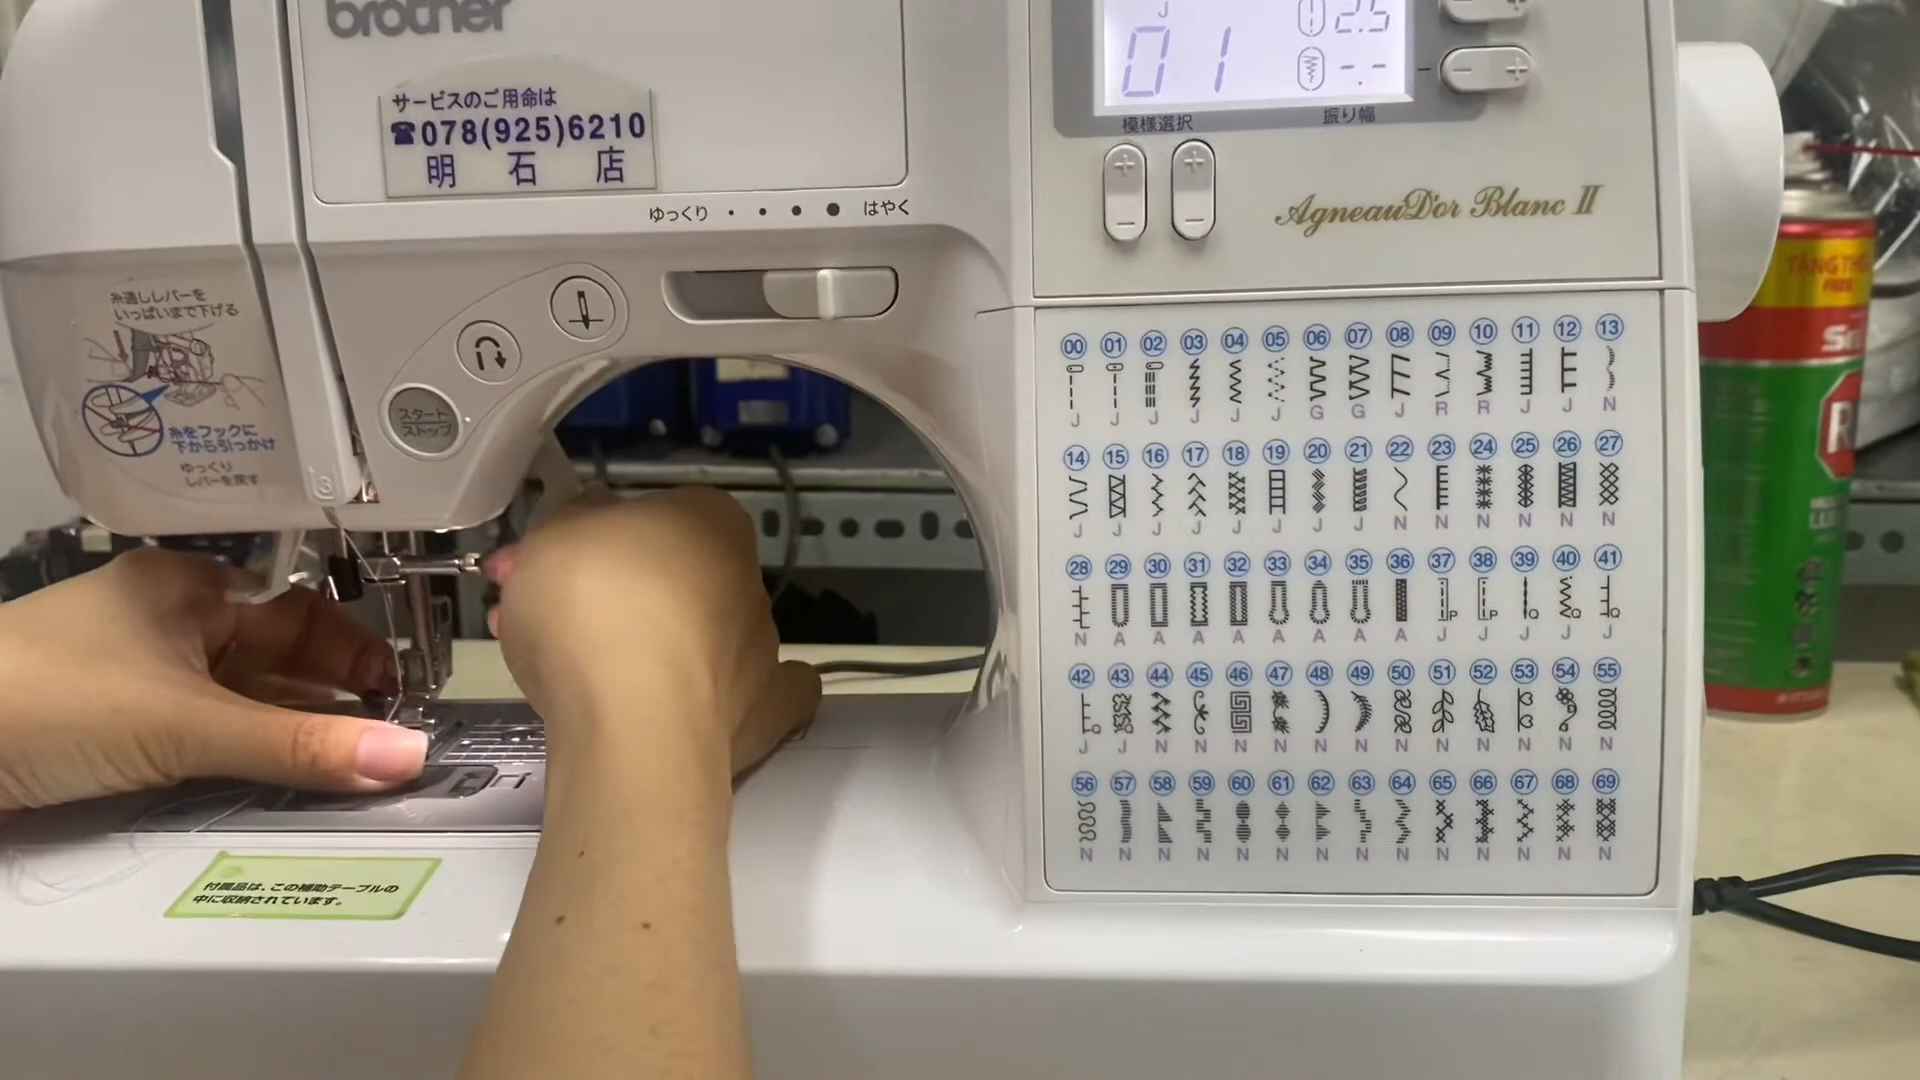 brother
サービスのご用命は
☎078(925)6210
明石店
ゆっくり はやく
J
01
2.5
-.-
模様選択
振り幅
Agneau D'or Blanc II
糸通しレバーを
いっぱいまで下げる
糸をフックに
下から引っかけ
ゆっくり
レバーを戻す
スタート
ストップ
3
00 01 02 03 04 05 06 07 08 09 10 11 12 13
J J J J J J G G J R R J J N
14 15 16 17 18 19 20 21 22 23 24 25 26 27
J J J J J J J J N N N N N N
28 29 30 31 32 33 34 35 36 37 38 39 40 41
P P Q Q Q
N A A A A A A A A J J J J J
42 43 44 45 46 47 48 49 50 51 52 53 54 55
Q
J J N N N N N N N N N N N N
56 57 58 59 60 61 62 63 64 65 66 67 68 69
N N N N N N N N N N N N N N
付属品は、この補助テーブルの
中に収納されています。